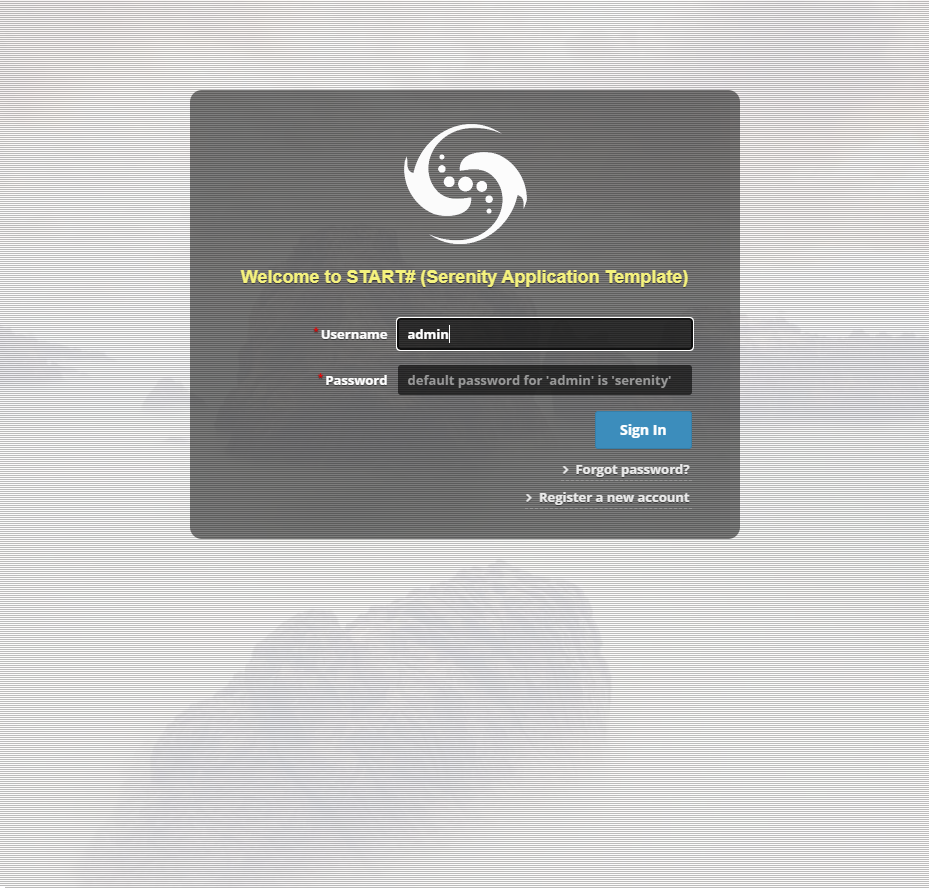 Welcome to START# (Serenity Application Template)
* Username admin
* Password default password for 'admin' is 'serenity'
Sign In
Forgot password?
Register a new account